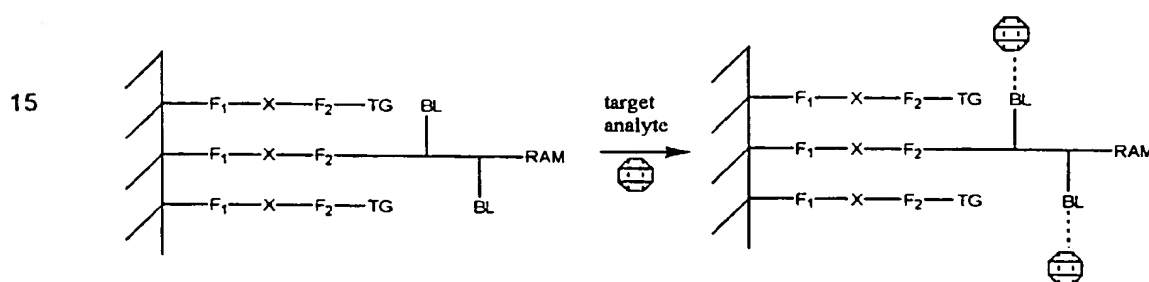 15
F₁—X—F₂—TG BL
F₁—X—F₂ RAM
F₁—X—F₂—TG BL
target
analyte
F₁—X—F₂—TG BL
F₁—X—F₂ RAM
F₁—X—F₂—TG BL